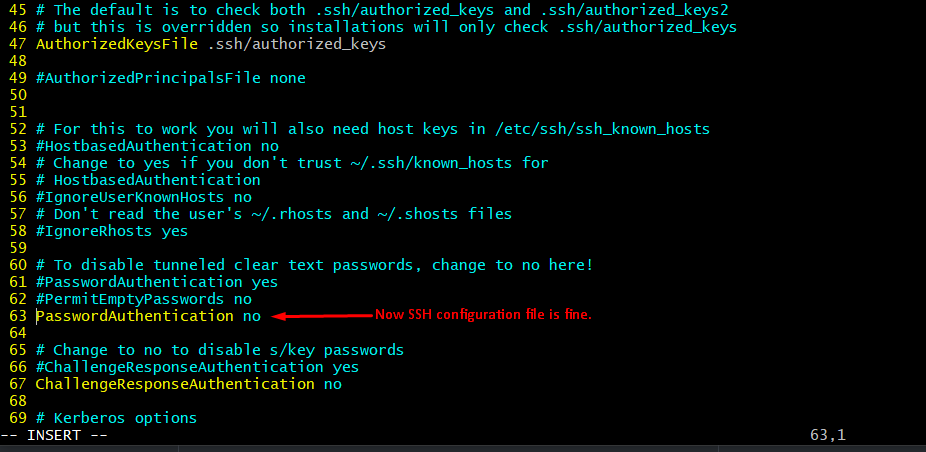 45 # The default is to check both .ssh/authorized_keys and .ssh/authorized_keys2
46 # but this is overridden so installations will only check .ssh/authorized_keys
47 AuthorizedKeysFile .ssh/authorized_keys
48
49 #AuthorizedPrincipalsFile none
50
51
52 # For this to work you will also need host keys in /etc/ssh/ssh_known_hosts
53 #HostbasedAuthentication no
54 # Change to yes if you don't trust ~/.ssh/known_hosts for
55 # HostbasedAuthentication
56 #IgnoreUserKnownHosts no
57 # Don't read the user's ~/.rhosts and ~/.shosts files
58 #IgnoreRhosts yes
59
60 # To disable tunneled clear text passwords, change to no here!
61 #PasswordAuthentication yes
62 #PermitEmptyPasswords no
63 PasswordAuthentication no Now SSH configuration file is fine.
64
65 # Change to no to disable s/key passwords
66 #ChallengeResponseAuthentication yes
67 ChallengeResponseAuthentication no
68
69 # Kerberos options
-- INSERT -- 63,1